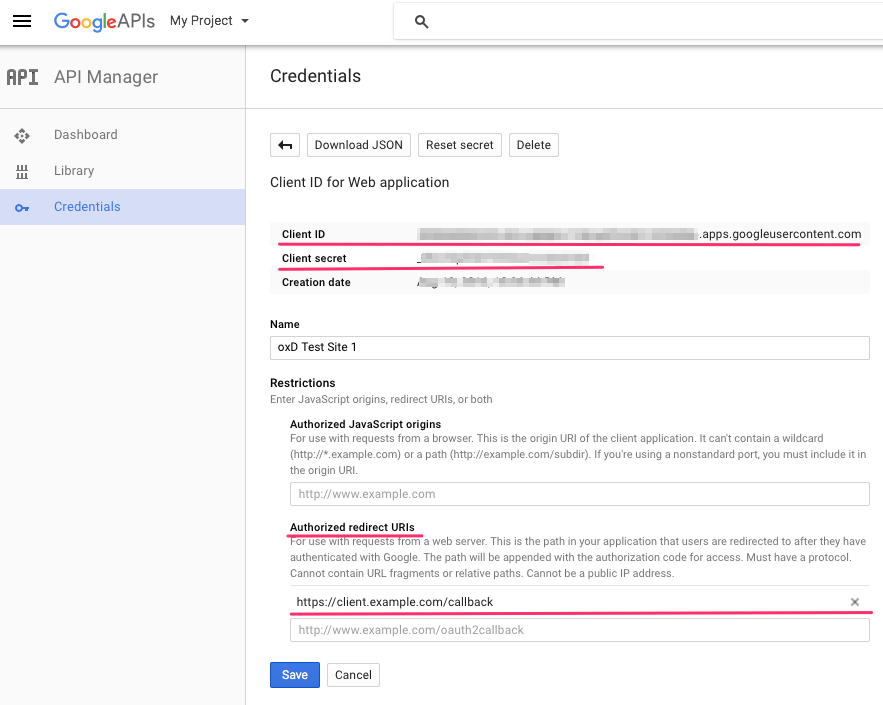 GoogleAPIs My Project
API API Manager
Credentials
Dashboard
Library
Credentials
Download JSON Reset secret Delete
Client ID for Web application
Client ID .apps.googleusercontent.com
Client secret
Creation date
Name
oxD Test Site 1
Restrictions
Enter JavaScript origins, redirect URIs, or both
Authorized JavaScript origins
For use with requests from a browser. This is the origin URI of the client application. It can't contain a wildcard
(http://*.example.com) or a path (http://example.com/subdir). If you're using a nonstandard port, you must include it in
the origin URI.
http://www.example.com
Authorized redirect URIs
For use with requests from a web server. This is the path in your application that users are redirected to after they have
authenticated with Google. The path will be appended with the authorization code for access. Must have a protocol.
Cannot contain URL fragments or relative paths. Cannot be a public IP address.
https://client.example.com/callback
http://www.example.com/oauth2callback
Save Cancel